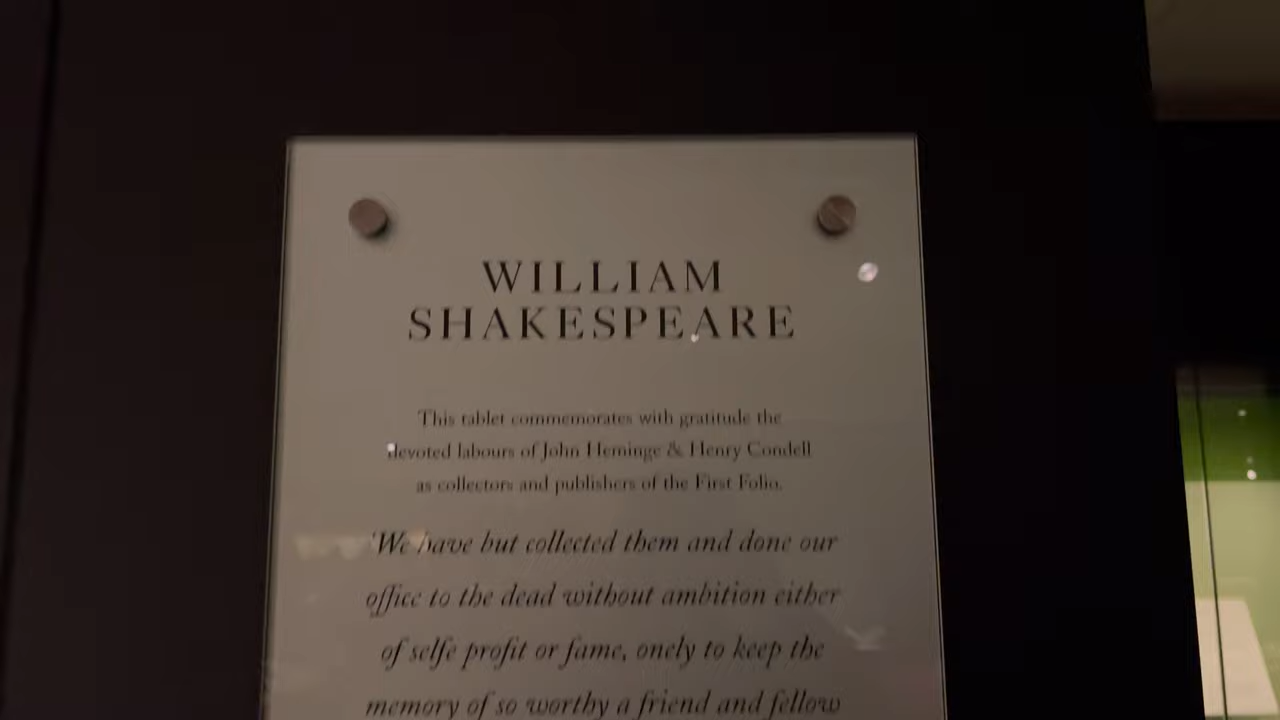 WILLIAM
SHAKESPEARE
This tablet commemorates with gratitude the
devoted labours of John Heminge & Henry Condell
as collectors and publishers of the First Folio.
'We have but collected them and done our
office to the dead without ambition either
of selfe profit or fame, onely to keep the
memory of so worthy a friend and fellow